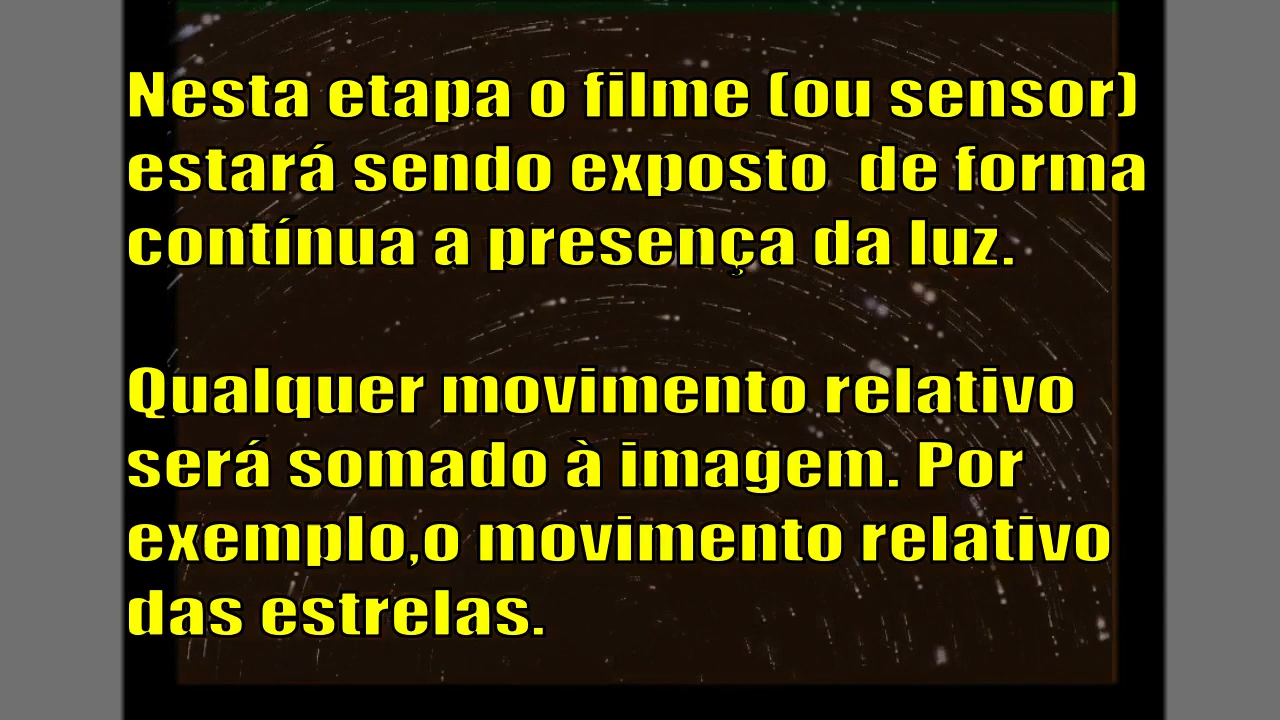 Nesta etapa o filme (ou sensor)
estará sendo exposto  de forma
contínua a presença da luz.
Qualquer movimento relativo
será somado à imagem. Por
exemplo,o movimento relativo
das estrelas.